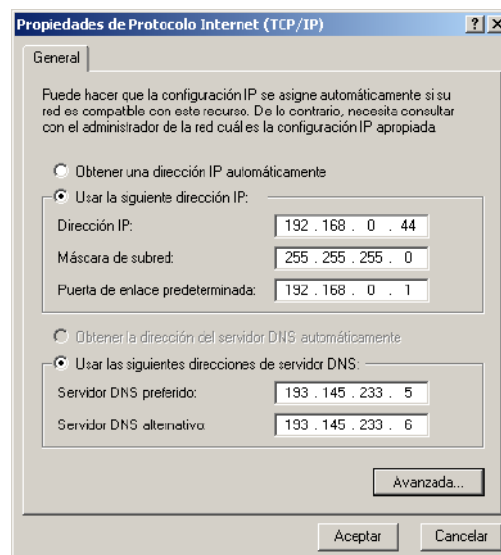 Propiedades de Protocolo Internet (TCP/IP)
General
Puede hacer que la configuración IP se asigne automáticamente si su
red es compatible con este recurso. De lo contrario, necesita consultar
con el administrador de la red cuál es la configuración IP apropiada.
Obtener una dirección IP automáticamente
Usar la siguiente dirección IP:
Dirección IP: 192 . 168 . 0 . 44
Máscara de subred: 255 . 255 . 255 . 0
Puerta de enlace predeterminada: 192 . 168 . 0 . 1
Obtener la dirección del servidor DNS automáticamente
Usar las siguientes direcciones de servidor DNS:
Servidor DNS preferido: 193 . 145 . 233 . 5
Servidor DNS alternativo: 193 . 145 . 233 . 6
Avanzada...
Aceptar Cancelar